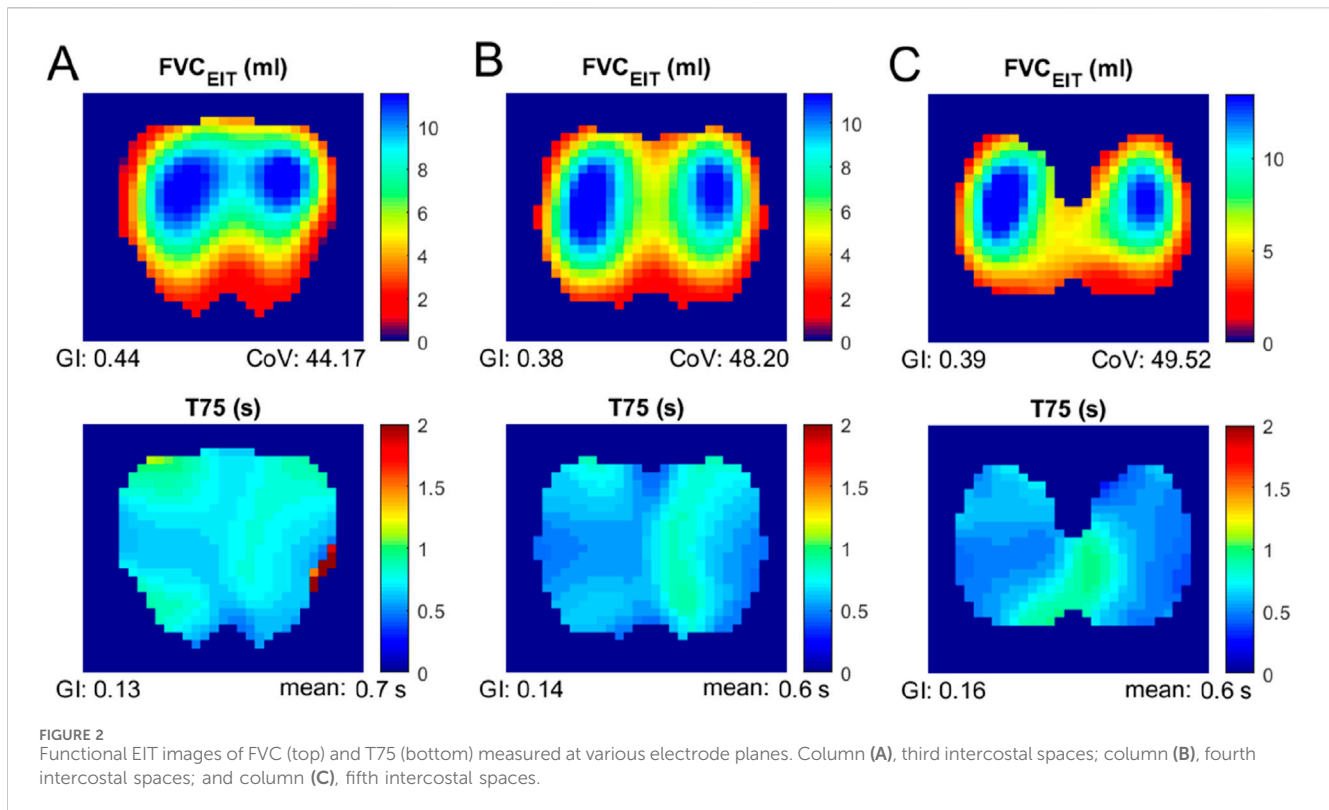 A
FVC_EIT (ml)
10
8
6
4
2
0
GI: 0.44 CoV: 44.17
B
FVC_EIT (ml)
10
8
6
4
2
0
GI: 0.38 CoV: 48.20
C
FVC_EIT (ml)
10
5
0
GI: 0.39 CoV: 49.52
T75 (s)
2
1.5
1
0.5
0
GI: 0.13 mean: 0.7 s
T75 (s)
2
1.5
1
0.5
0
GI: 0.14 mean: 0.6 s
T75 (s)
2
1.5
1
0.5
0
GI: 0.16 mean: 0.6 s
FIGURE 2
Functional EIT images of FVC (top) and T75 (bottom) measured at various electrode planes. Column (A), third intercostal spaces; column (B), fourth
intercostal spaces; and column (C), fifth intercostal spaces.